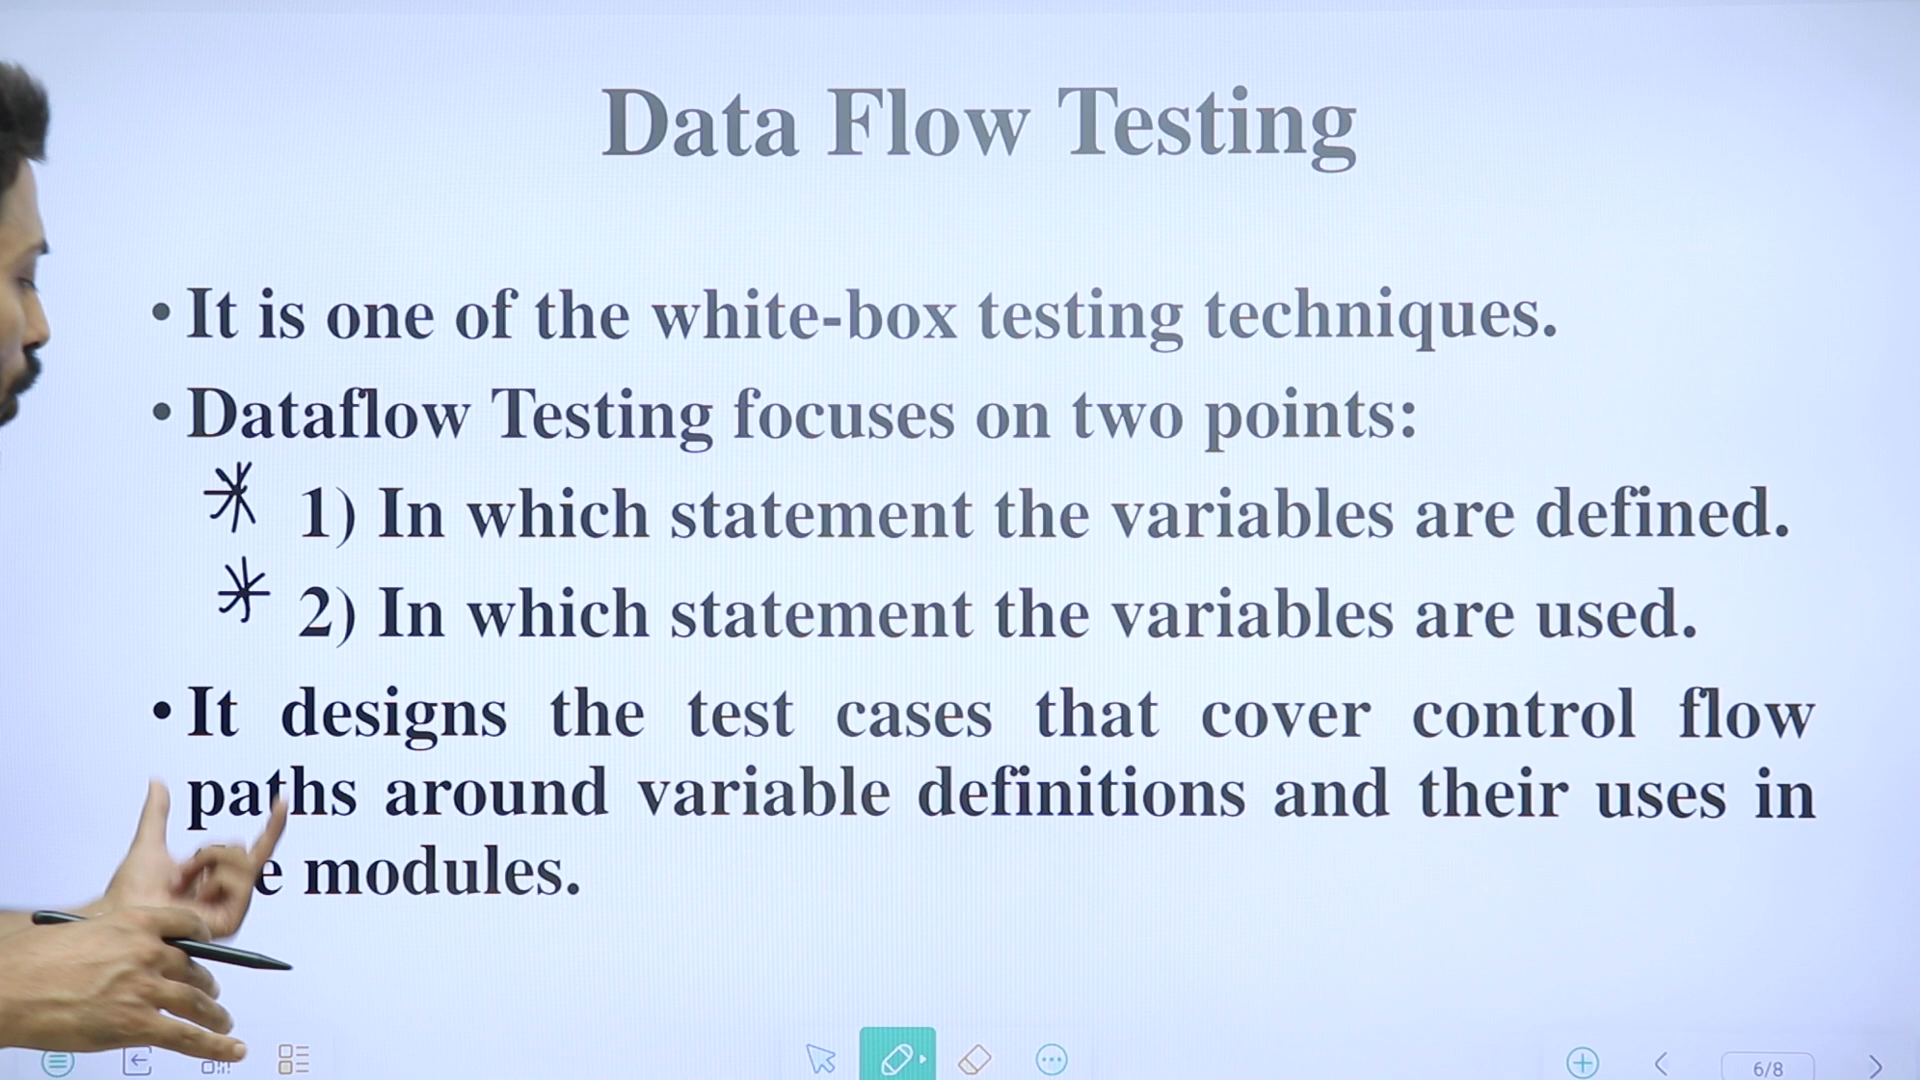 Data Flow Testing
• It is one of the white-box testing techniques.
• Dataflow Testing focuses on two points:
* 1) In which statement the variables are defined.
* 2) In which statement the variables are used.
• It designs the test cases that cover control flow
paths around variable definitions and their uses in
modules.
6/8